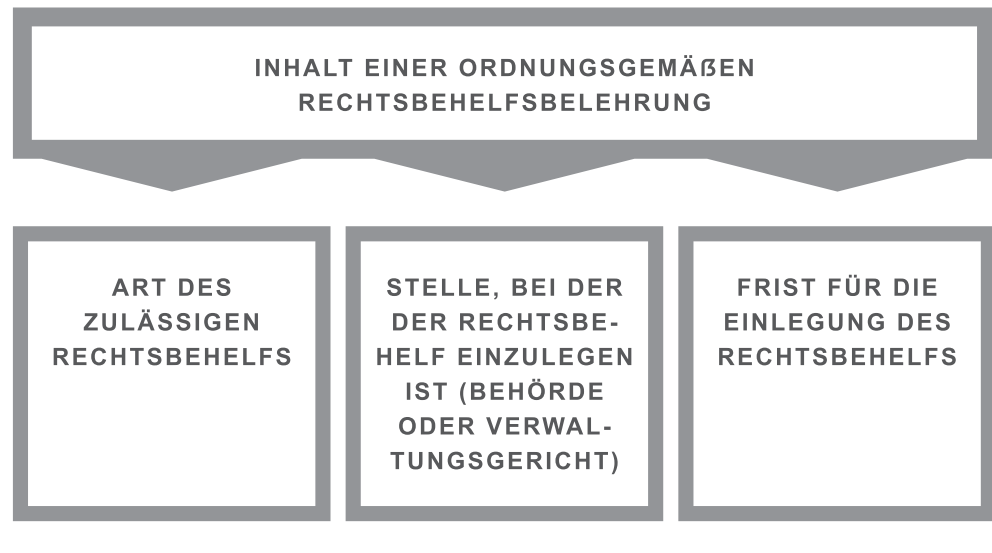 INHALT EINER ORDNUNGSGEMÄßEN
RECHTSBEHELFSBELEHRUNG
ART DES
ZULÄSSIGEN
RECHTSBEHELFS
STELLE, BEI DER
DER RECHTSBE-
HELF EINZULEGEN
IST (BEHÖRDE
ODER VERWAL-
TUNGSGERICHT)
FRIST FÜR DIE
EINLEGUNG DES
RECHTSBEHELFS